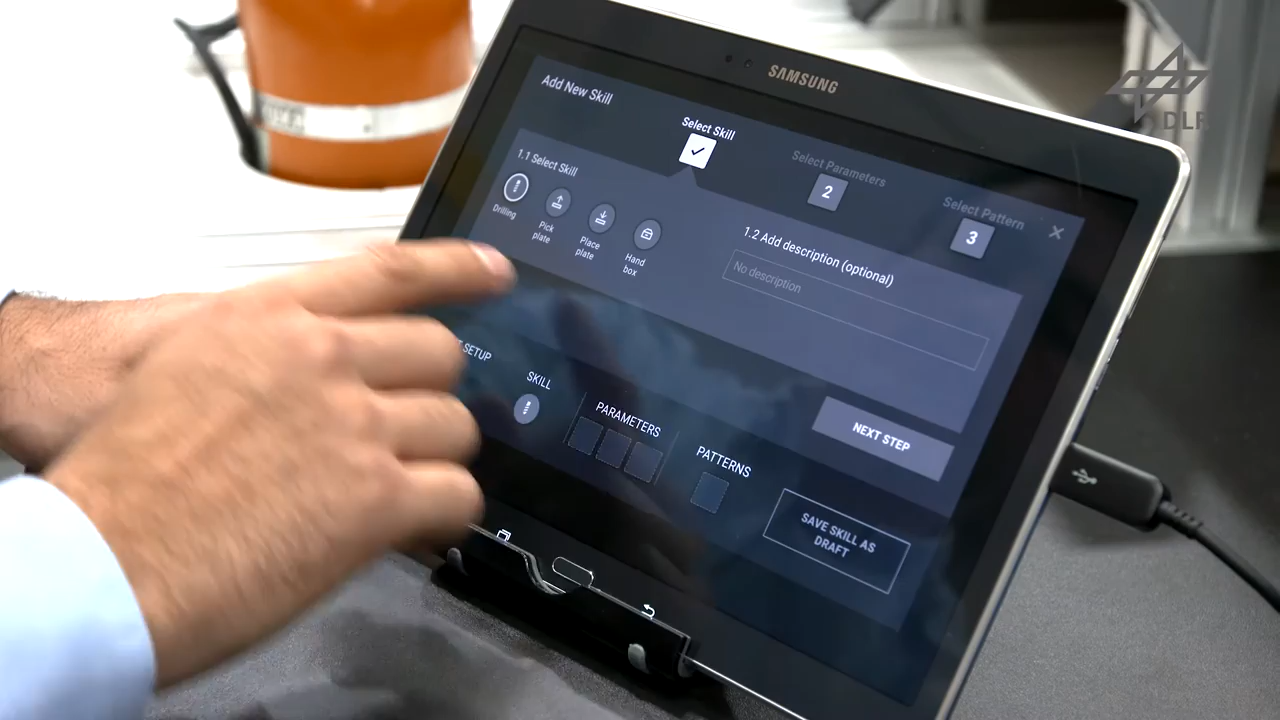 SAMSUNG
DLR
Add New Skill
Select Skill
Select Parameters
2
Select Pattern
3
1.1 Select Skill
Drilling
Pick
plate
Place
plate
Hand
box
1.2 Add description (optional)
No description
NEXT STEP
SETUP
SKILL
PARAMETERS
PATTERNS
SAVE SKILL AS
DRAFT